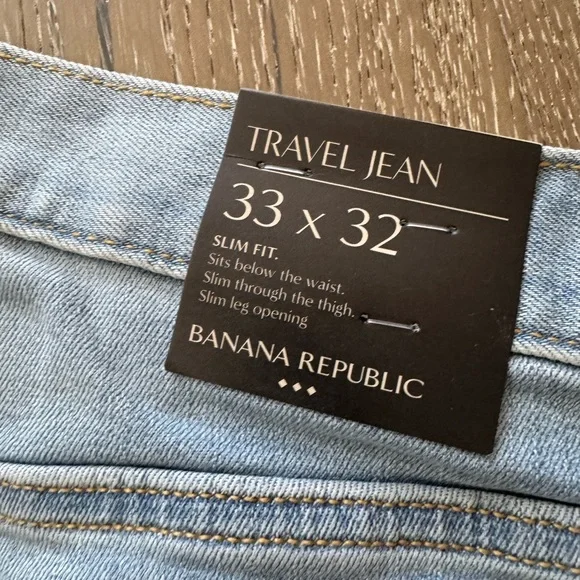 TRAVEL JEAN
33 x 32
SLIM FIT.
Sits below the waist.
Slim through the thigh.
Slim leg opening
BANANA REPUBLIC